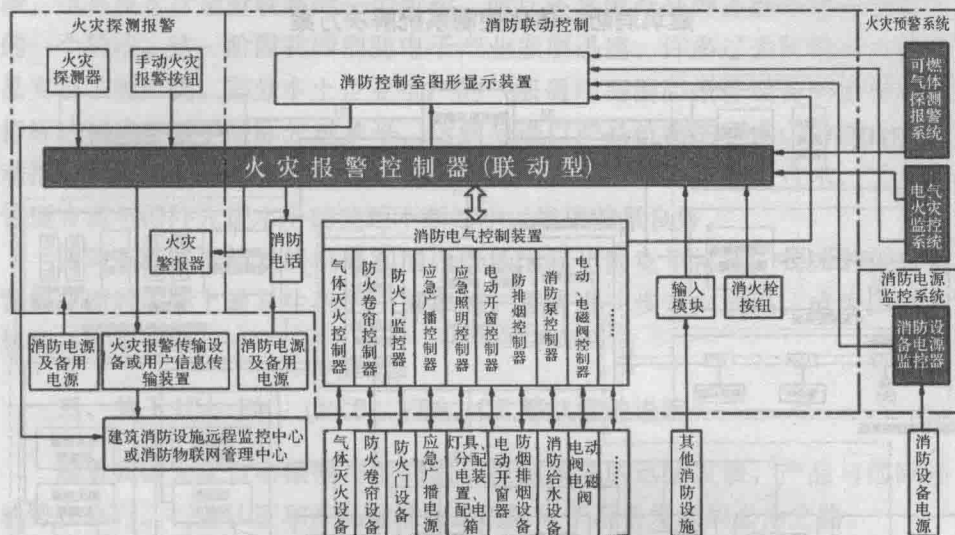 火灾探测报警
消防联动控制
火灾预警系统
火灾
探测器
手动火灾
报警按钮
消防控制室图形显示装置
可燃
气体
探测
报警
系统
火灾报警控制器(联动型)
电气
火灾
监控
系统
火灾
警报器
消防
电话
消防电气控制装置
气体灭火控制器
防火卷帘控制器
防火门监控器
应急广播控制器
应急照明控制器
电动开窗控制器
防排烟控制器
消防泵控制器
电动、电磁阀控制器
……
输入
模块
消火栓
按钮
消防电源
监控系统
消防设
备电源
监控器
消防电源
及备用
电源
火灾报警传输设
备或用户信息传
输装置
消防电源
及备用
电源
建筑消防设施远程监控中心
或消防物联网管理中心
气体灭火设备
防火卷帘设备
防火门设备
应急广播电源
灯具、配装、电
分电置配电箱
电动开窗器
防烟排烟设备
消防给水设备
电动、磁
阀、电磁阀
……
其他消防设施
消防设备电源